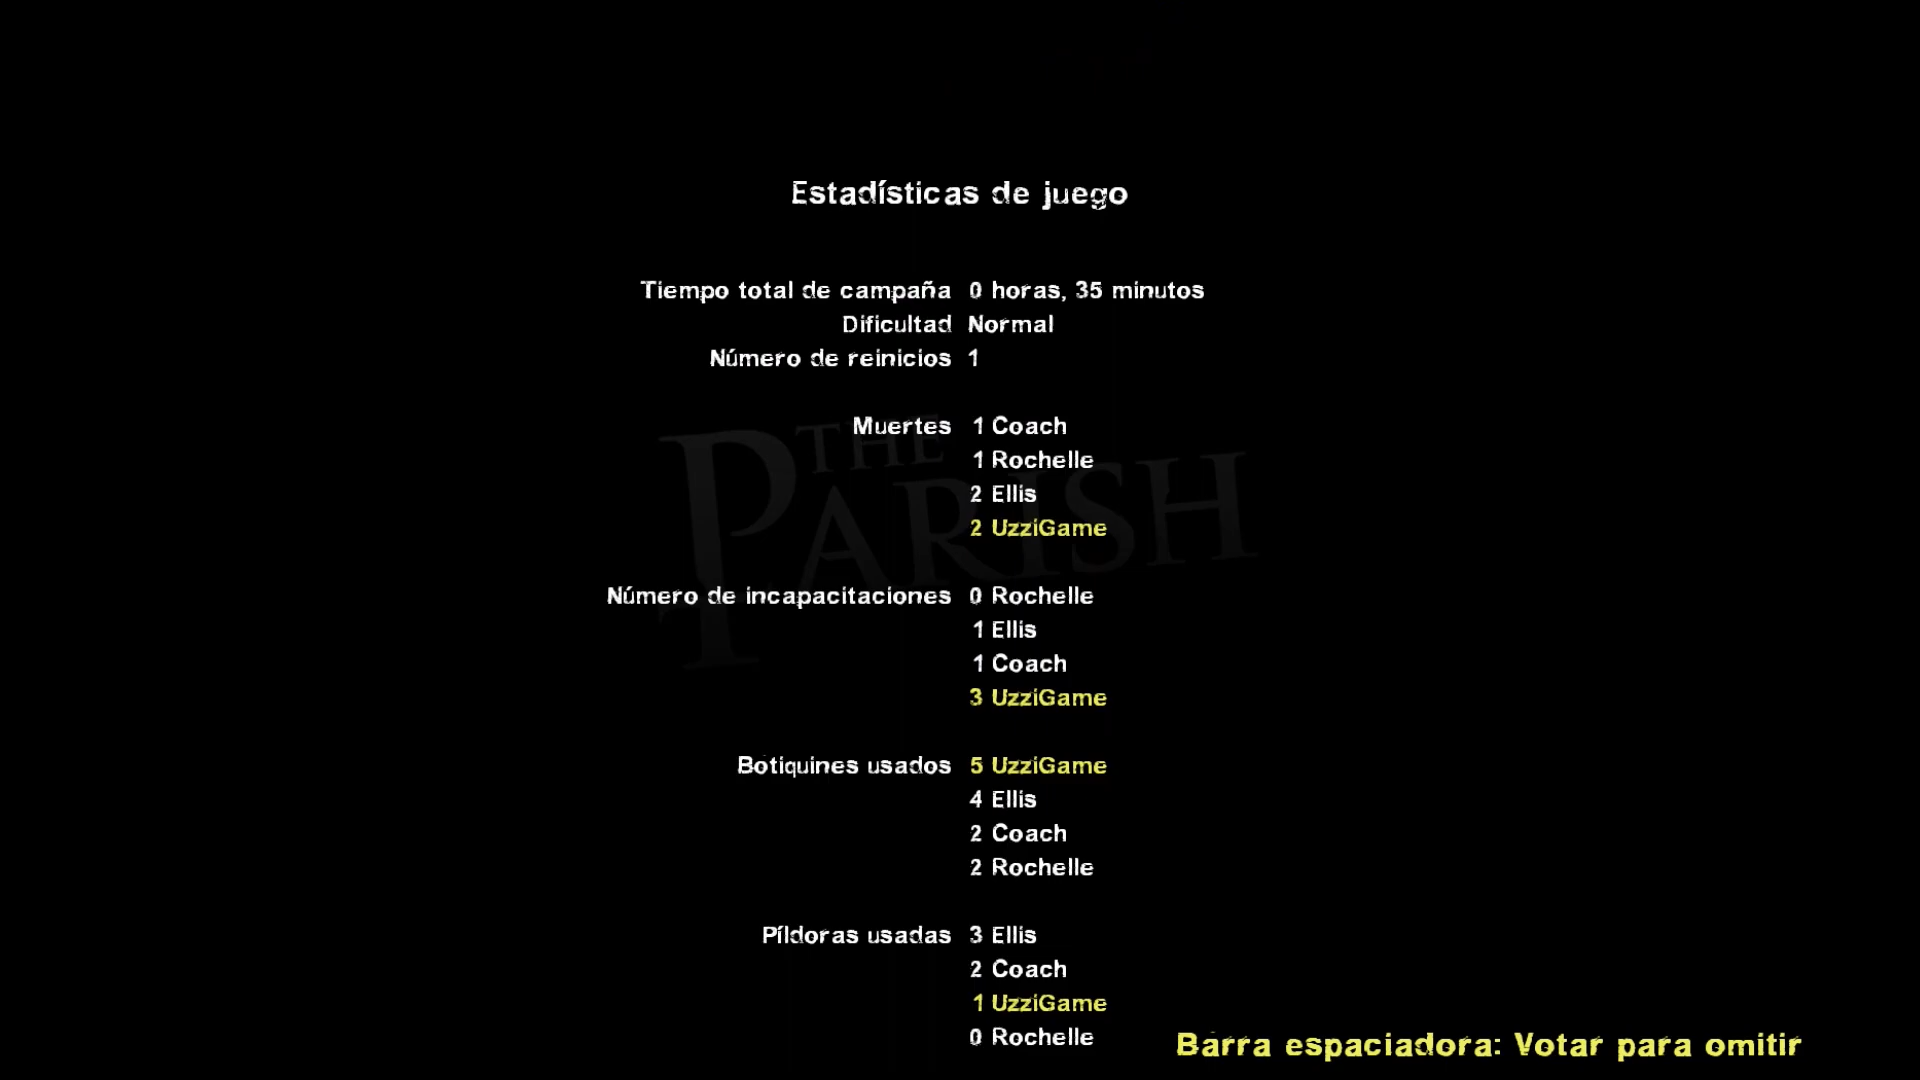 Estadísticas de juego
Tiempo total de campaña 0 horas, 35 minutos
Dificultad Normal
Número de reinicios 1
THE
PARISH
Muertes 1 Coach
1 Rochelle
2 Ellis
2 UzziGame
Número de incapacitaciones 0 Rochelle
1 Ellis
1 Coach
3 UzziGame
Botiquines usados 5 UzziGame
4 Ellis
2 Coach
2 Rochelle
Píldoras usadas 3 Ellis
2 Coach
1 UzziGame
0 Rochelle
Barra espaciadora: Votar para omitir